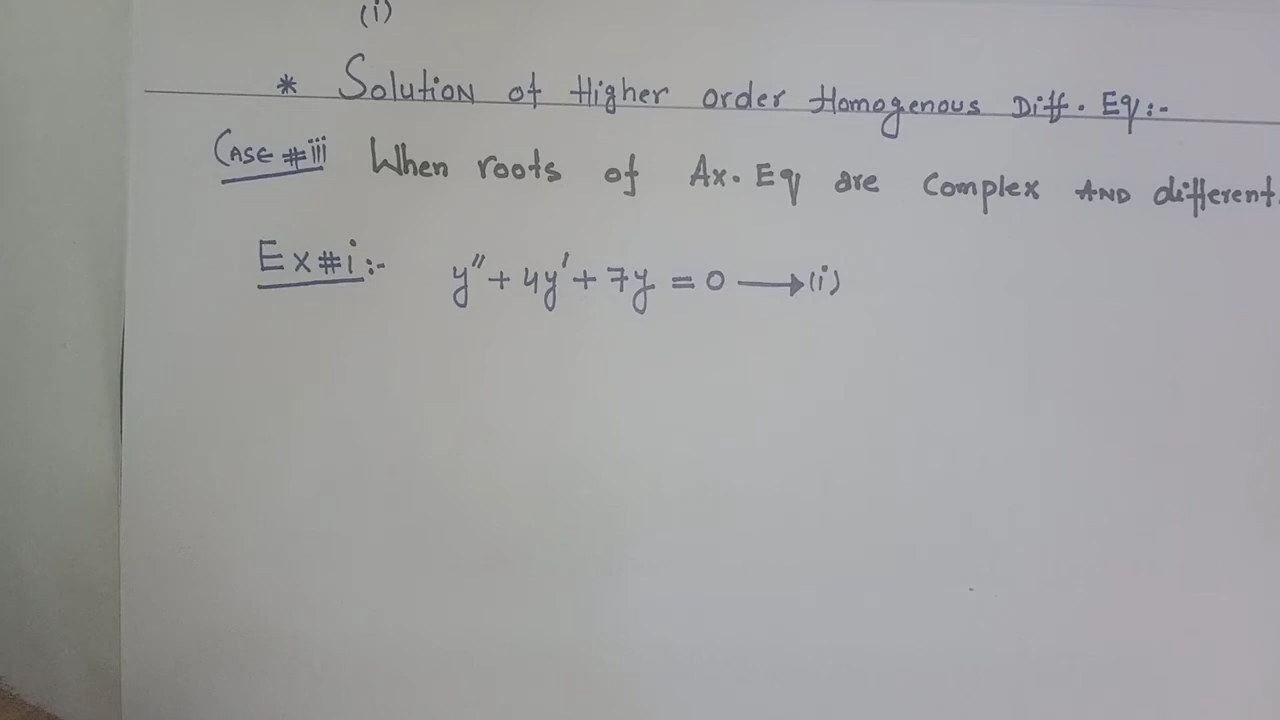 (i)
* Solution of Higher order Homogenous Diff. Eq:-
Case #iii When roots of Ax. Eq are Complex AND different.
Ex#i:- y" + 4y' + 7y = 0 ⟶(i)